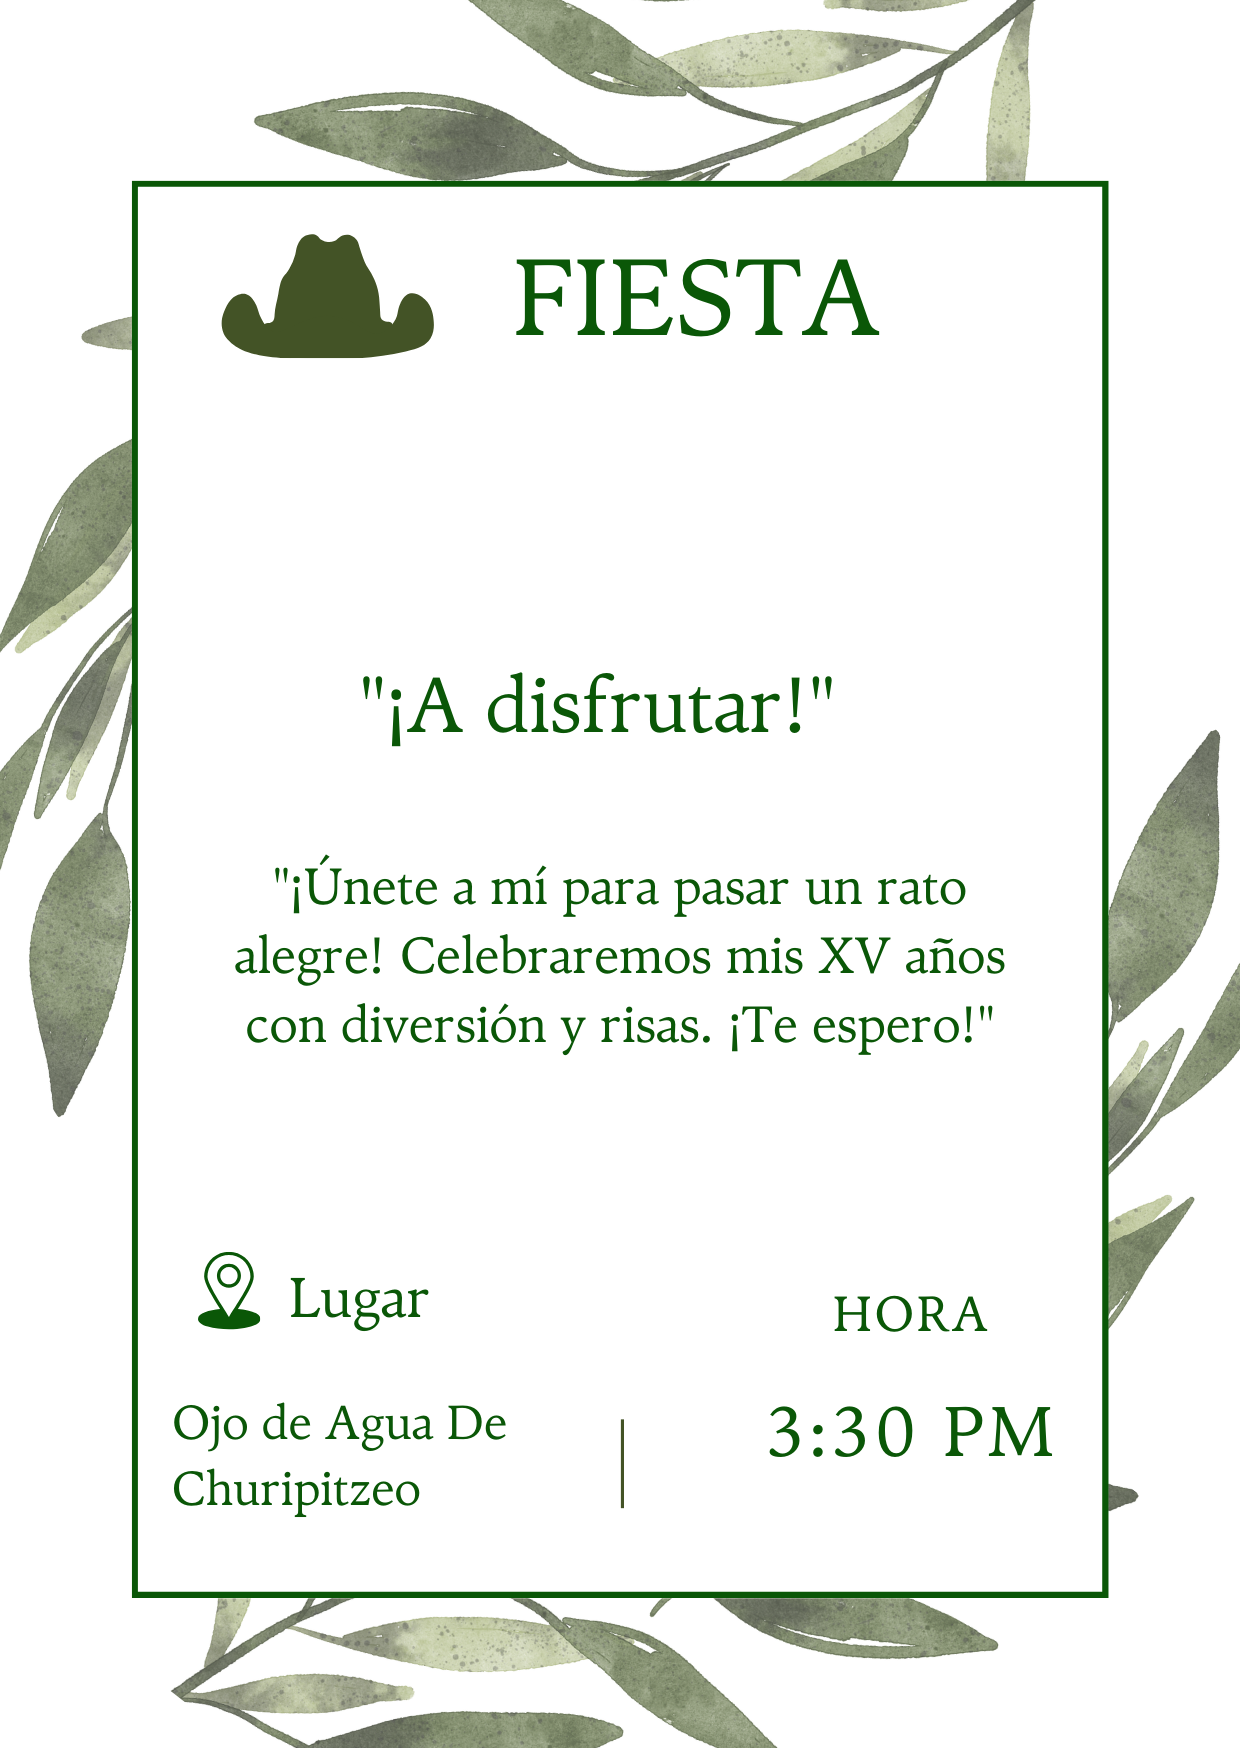 FIESTA
"¡A disfrutar!"
"¡Únete a mí para pasar un rato
alegre! Celebraremos mis XV años
con diversión y risas. ¡Te espero!"
Lugar
Ojo de Agua De
Churipitzeo
HORA
3:30 PM